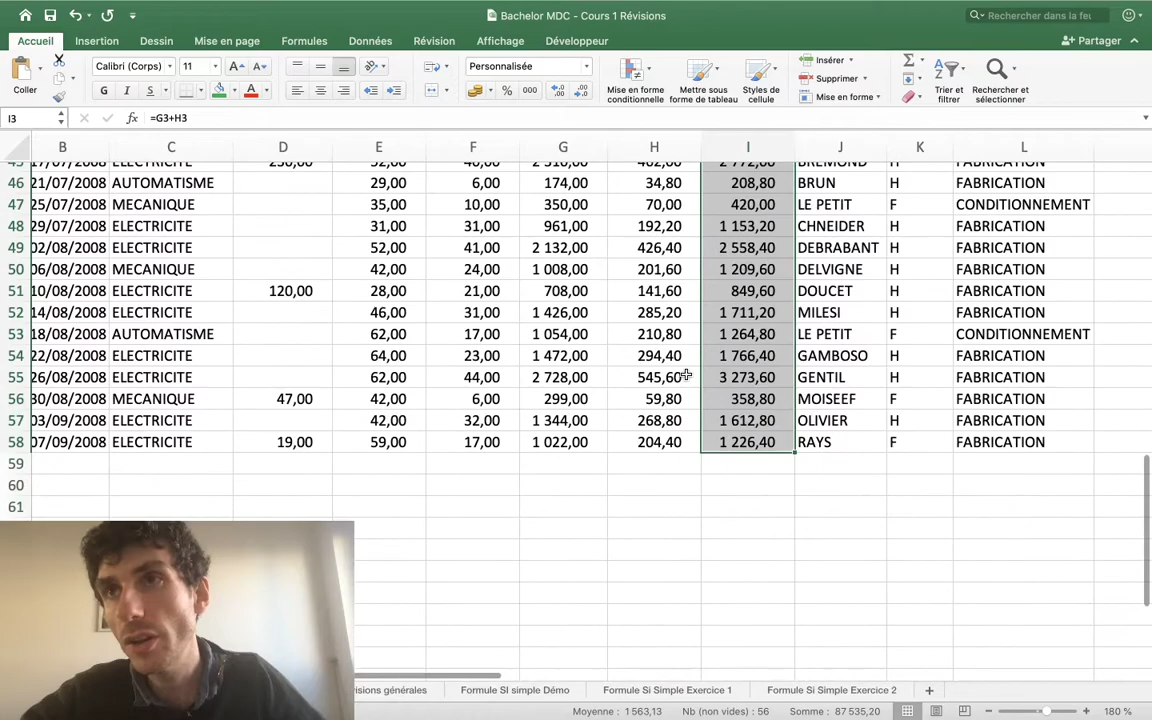 Bachelor MDC - Cours 1 Révisions
Rechercher dans la feu
Accueil Insertion Dessin Mise en page Formules Données Révision Affichage Développeur
Partager
Coller
Calibri (Corps) 11
A A
G I S A
Personnalisée
% 000
Mise en forme conditionnelle
Mettre sous forme de tableau
Styles de cellule
Insérer
Supprimer
Mise en forme
Trier et filtrer
Rechercher et sélectionner
I3 fx =G3+H3
B C D E F G H I J K L
46 21/07/2008 AUTOMATISME 29,00 6,00 174,00 34,80 208,80 BRUN H FABRICATION
47 25/07/2008 MECANIQUE 35,00 10,00 350,00 70,00 420,00 LE PETIT F CONDITIONNEMENT
48 29/07/2008 ELECTRICITE 31,00 31,00 961,00 192,20 1 153,20 CHNEIDER H FABRICATION
49 02/08/2008 ELECTRICITE 52,00 41,00 2 132,00 426,40 2 558,40 DEBRABANT H FABRICATION
50 06/08/2008 MECANIQUE 42,00 24,00 1 008,00 201,60 1 209,60 DELVIGNE H FABRICATION
51 10/08/2008 ELECTRICITE 120,00 28,00 21,00 708,00 141,60 849,60 DOUCET H FABRICATION
52 14/08/2008 ELECTRICITE 46,00 31,00 1 426,00 285,20 1 711,20 MILESI H FABRICATION
53 18/08/2008 AUTOMATISME 62,00 17,00 1 054,00 210,80 1 264,80 LE PETIT F CONDITIONNEMENT
54 22/08/2008 ELECTRICITE 64,00 23,00 1 472,00 294,40 1 766,40 GAMBOSO H FABRICATION
55 26/08/2008 ELECTRICITE 62,00 44,00 2 728,00 545,60 3 273,60 GENTIL H FABRICATION
56 30/08/2008 MECANIQUE 47,00 42,00 6,00 299,00 59,80 358,80 MOISEEF F FABRICATION
57 03/09/2008 ELECTRICITE 42,00 32,00 1 344,00 268,80 1 612,80 OLIVIER H FABRICATION
58 07/09/2008 ELECTRICITE 19,00 59,00 17,00 1 022,00 204,40 1 226,40 RAYS F FABRICATION
59
60
61
visions générales Formule SI simple Démo Formule Si Simple Exercice 1 Formule Si Simple Exercice 2 +
Moyenne : 1 563,13 Nb (non vides) : 56 Somme : 87 535,20 180 %